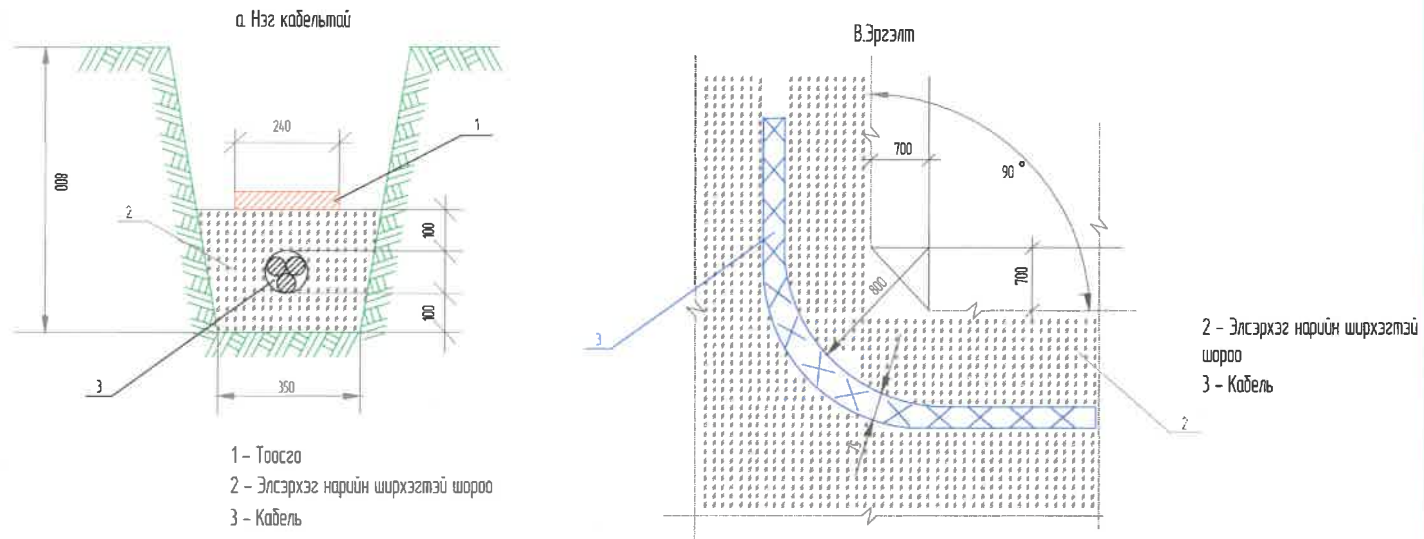 а. Нэг кабельтай
240
1
800
2
100
100
3
350
1 - Тоосго
2 - Элсэрхэг нарийн ширхэгтэй шороо
3 - Кабель
В.Эргэлт
700
90°
700
800
3
75
2
2 - Элсэрхэг нарийн ширхэгтэй
шороо
3 - Кабель